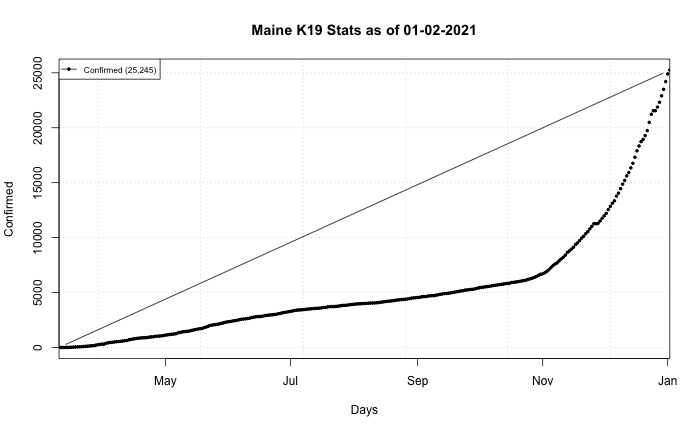 Maine K19 Stats as of 01-02-2021
Confirmed (25,245)
25000
20000
15000
10000
5000
0
Confirmed
May Jul Sep Nov Jan
Days